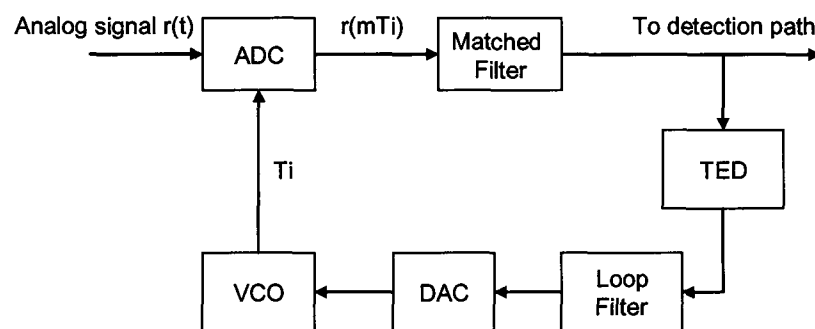 Analog signal r(t)
ADC
r(mTi)
Matched
Filter
To detection path
Ti
TED
VCO
DAC
Loop
Filter